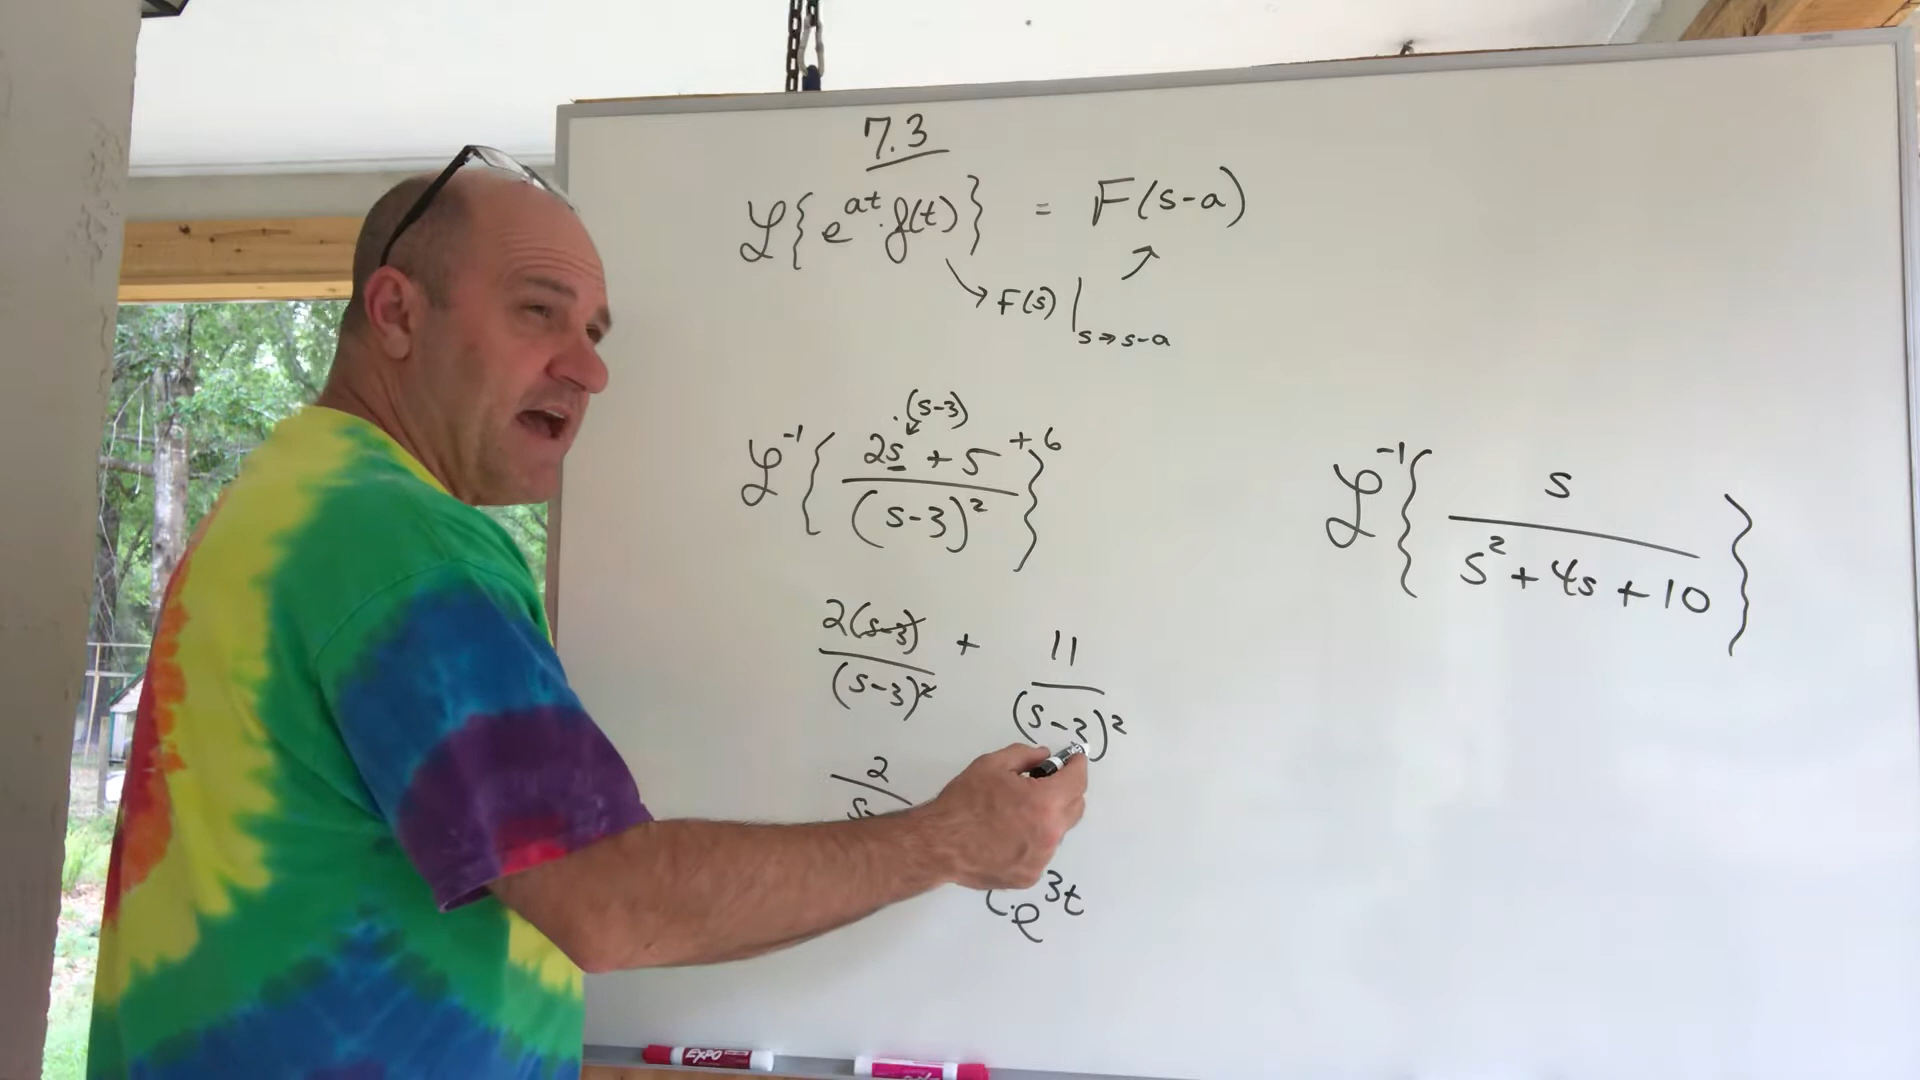 7.3
ℒ{e^{at}·f(t)} = F(s-a)
→ F(s)|_{s→s-a}
ℒ^{-1}{(2s + 5 + 6)/(s-3)^2}
(s-3)
2(s-3)/(s-3)^2 + 11/(s-3)^2
2/s-
e^{3t}
ℒ^{-1}{s/(s^2+4s+10)}
EXPO